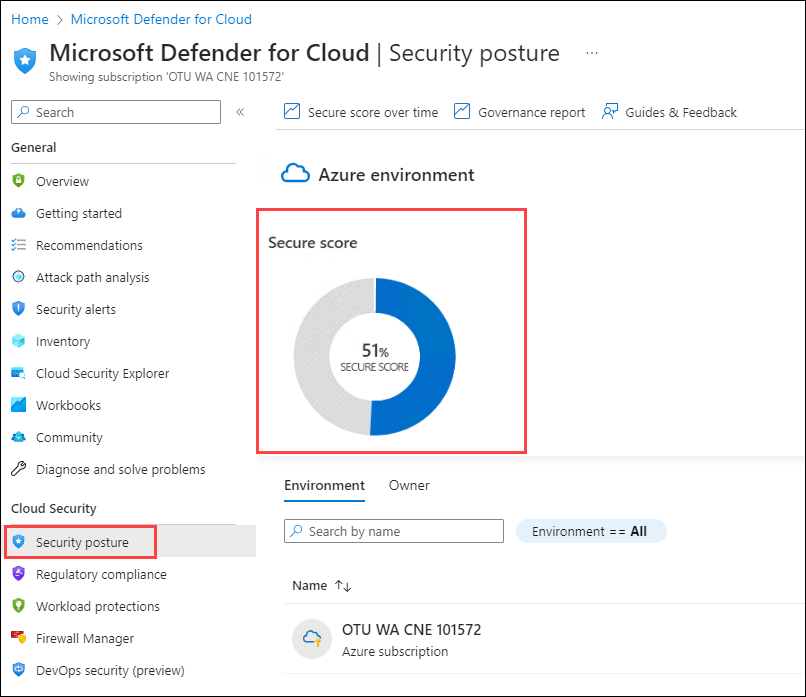 Home > Microsoft Defender for Cloud
Microsoft Defender for Cloud | Security posture ...
Showing subscription 'OTU WA CNE 101572'
Search «
General
Overview
Getting started
Recommendations
Attack path analysis
Security alerts
Inventory
Cloud Security Explorer
Workbooks
Community
Diagnose and solve problems
Cloud Security
Security posture
Regulatory compliance
Workload protections
Firewall Manager
DevOps security (preview)
Secure score over time Governance report Guides & Feedback
Azure environment
Secure score
51%
SECURE SCORE
Environment Owner
Search by name Environment == All
Name ↑↓
OTU WA CNE 101572
Azure subscription